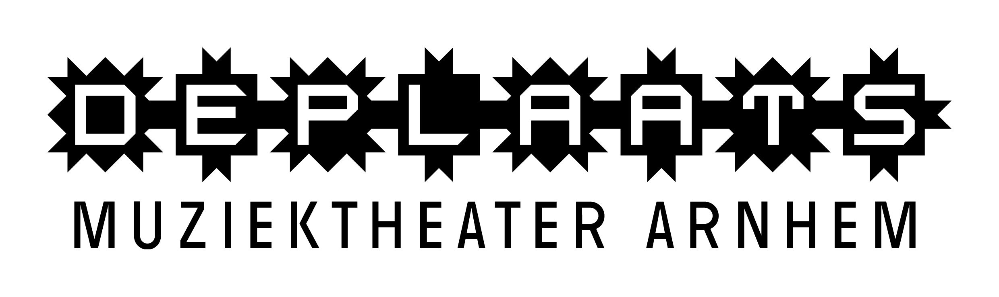 DEPLAATS
MUZIEKTHEATER ARNHEM